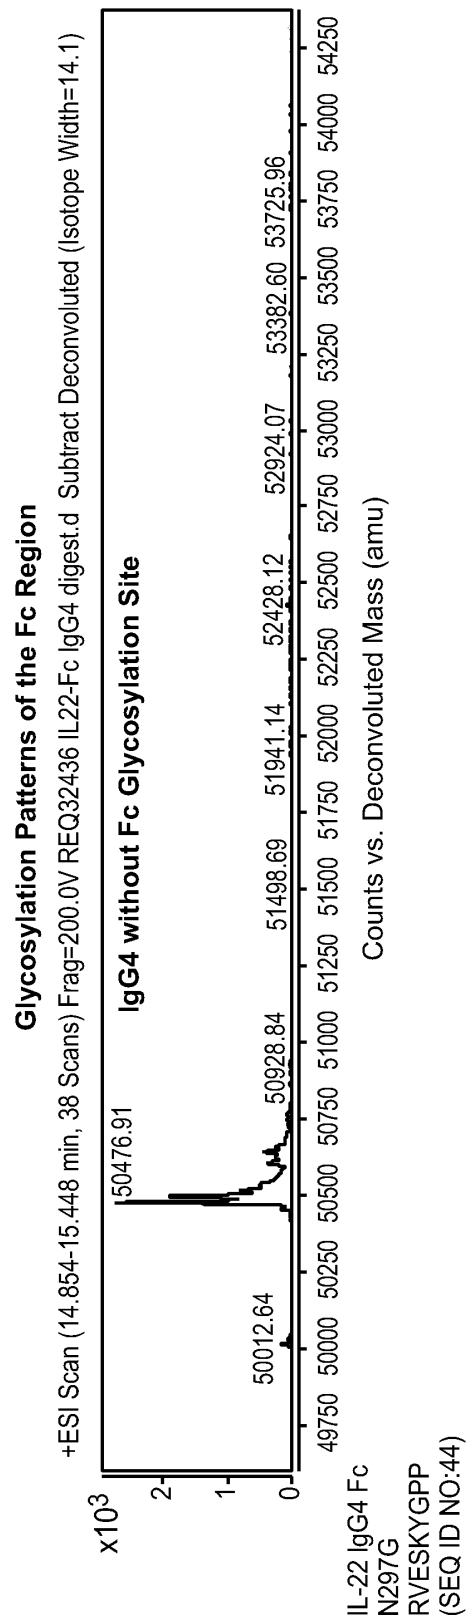 Glycosylation Patterns of the Fc Region
+ESI Scan (14.854-15.448 min, 38 Scans) Frag=200.0V REQ32436 IL22-Fc IgG4 digest.d Subtract Deconvoluted (Isotope Width=14.1)
x10³
IgG4 without Fc Glycosylation Site
2
1
0
50012.64
50476.91
50928.84
51498.69
51941.14
52428.12
52924.07
53382.60
53725.96
49750 50000 50250 50500 50750 51000 51250 51500 51750 52000 52250 52500 52750 53000 53250 53500 53750 54000 54250
Counts vs. Deconvoluted Mass (amu)
IL-22 IgG4 Fc
N297G
RVESKYGPP
(SEQ ID NO:44)